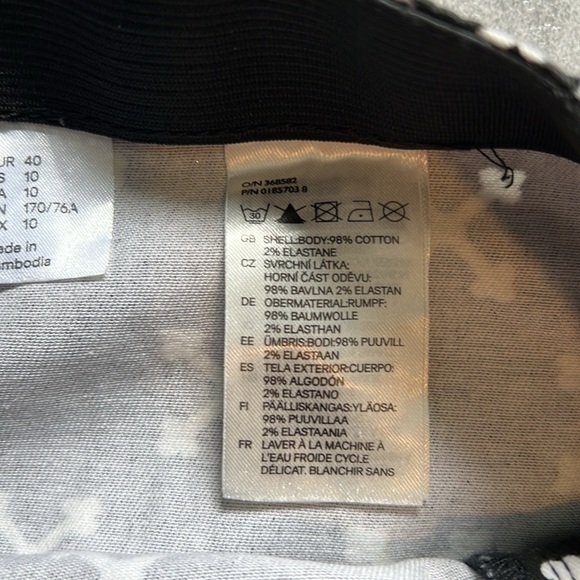 UR 40
S 10
A 10
N 170/76A
X 10
ade in
mbodia
O/N 368582
P/N 0185703 8
30
GB SHELL:BODY:98% COTTON
2% ELASTANE
CZ SVRCHNÍ LÁTKA:
HORNÍ ČÁST ODĚVU:
98% BAVLNA 2% ELASTAN
DE OBERMATERIAL:RUMPF:
98% BAUMWOLLE
2% ELASTHAN
EE ÜMBRIS:BODI:98% PUUVILL
2% ELASTAAN
ES TELA EXTERIOR:CUERPO:
98% ALGODÓN
2% ELASTANO
FI PÄÄLLISKANGAS:YLÄOSA:
98% PUUVILLAA
2% ELASTAANIA
FR LAVER À LA MACHINE À
L'EAU FROIDE CYCLE
DÉLICAT. BLANCHIR SANS